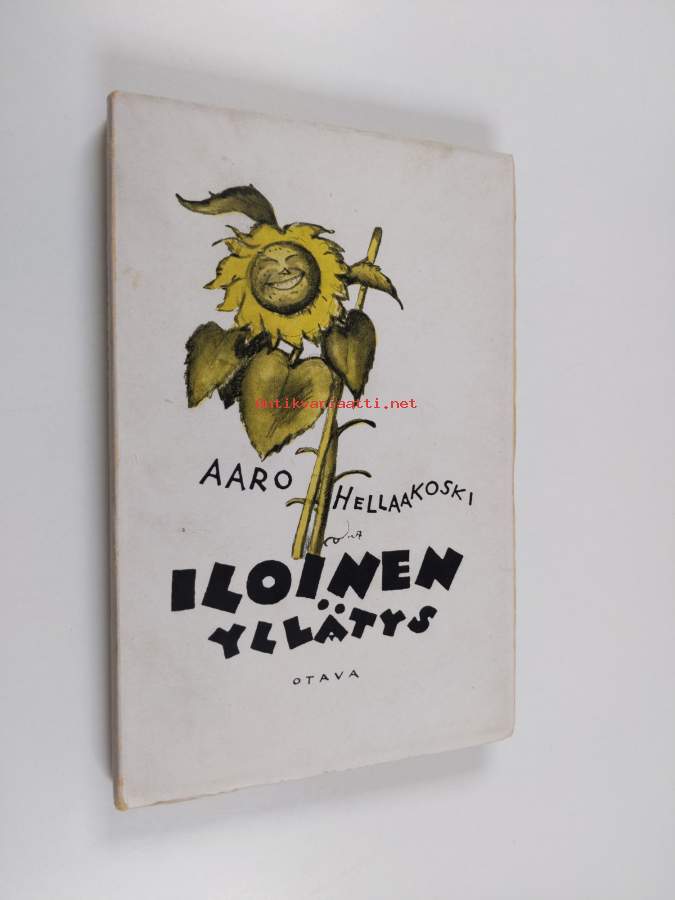 antikvariaatti.net
AARO HELLAAKOSKI
ILOINEN
YLLÄTYS
OTAVA